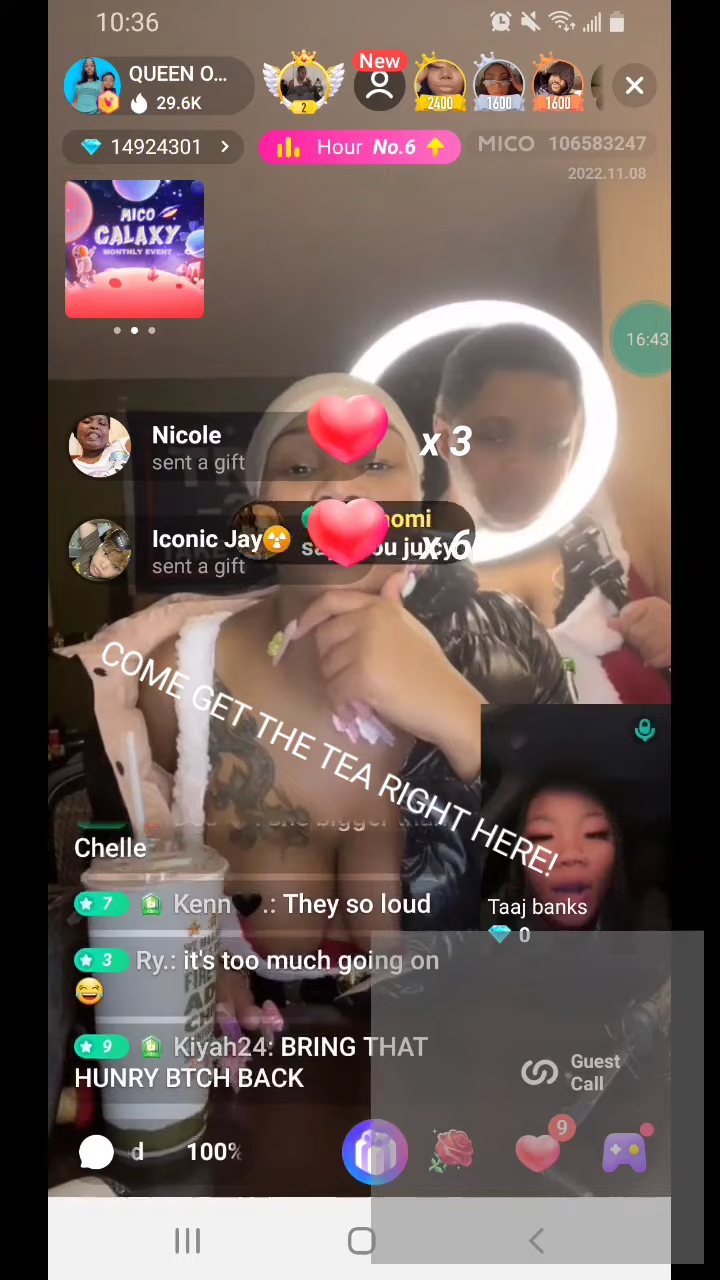 10:36
QUEEN O...
29.6K
2
New
2400
1600
1600
14924301
Hour No.6
MICO 106583247
2022.11.08
MICO
GALAXY
MONTHLY EVENT
16:43
Nicole
sent a gift
x 3
Iconic Jay
sent a gift
x 6
COME GET THE TEA RIGHT HERE!
Chelle
7 Kenn🖤.: They so loud
3 Ry.: it's too much going on
😂
9 Kiyah24: BRING THAT
HUNRY BTCH BACK
Taaj banks
0
Guest
Call
d 100%
9